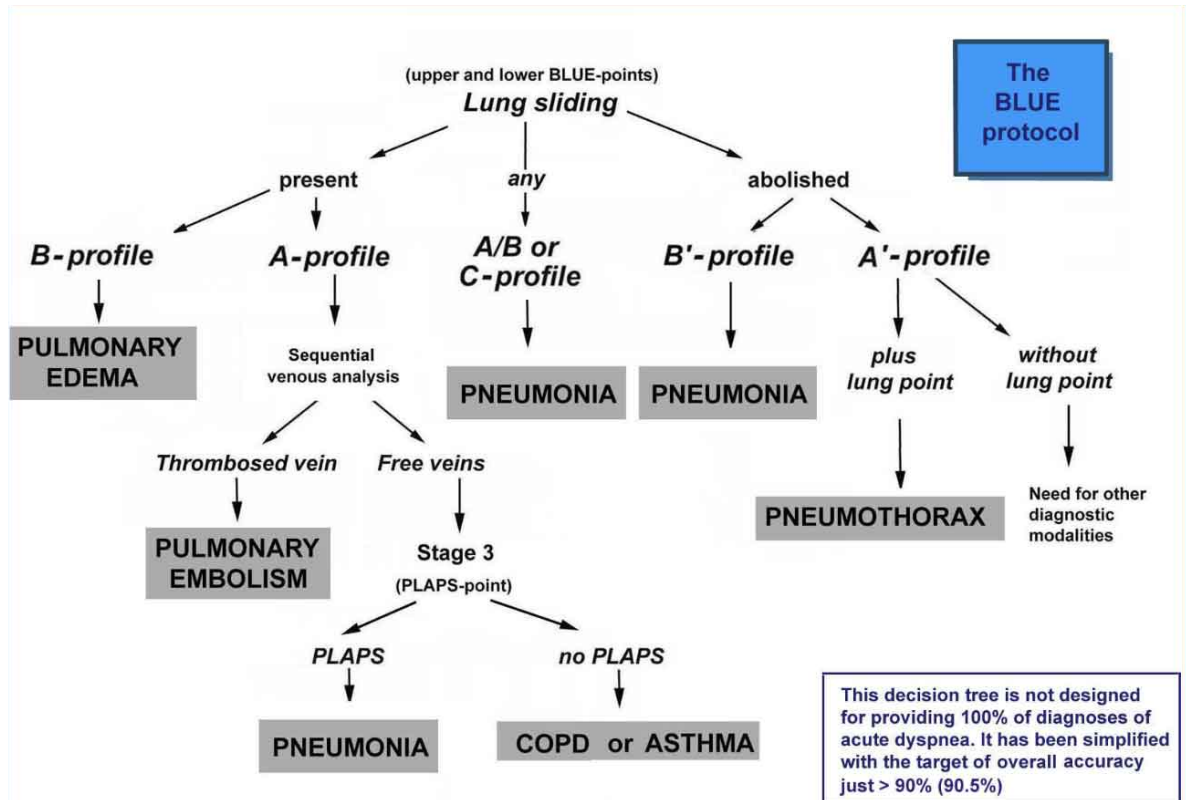 The
BLUE
protocol
(upper and lower BLUE-points)
Lung sliding
present
any
abolished
B-profile
A-profile
A/B or
C-profile
B'-profile
A'-profile
PULMONARY
EDEMA
Sequential
venous analysis
PNEUMONIA
PNEUMONIA
plus
lung point
without
lung point
Thrombosed vein
Free veins
PULMONARY
EMBOLISM
Stage 3
(PLAPS-point)
PNEUMOTHORAX
Need for other
diagnostic
modalities
PLAPS
no PLAPS
PNEUMONIA
COPD or ASTHMA
This decision tree is not designed
for providing 100% of diagnoses of
acute dyspnea. It has been simplified
with the target of overall accuracy
just > 90% (90.5%)